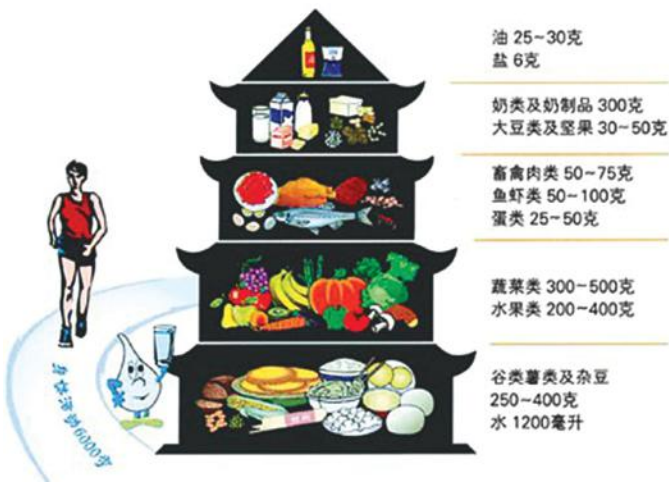 油 25~30克
盐 6克
奶类及奶制品 300克
大豆类及坚果 30~50克
畜禽肉类 50~75克
鱼虾类 50~100克
蛋类 25~50克
蔬菜类 300~500克
水果类 200~400克
谷类薯类及杂豆
250~400克
水 1200毫升
身体活动6000步